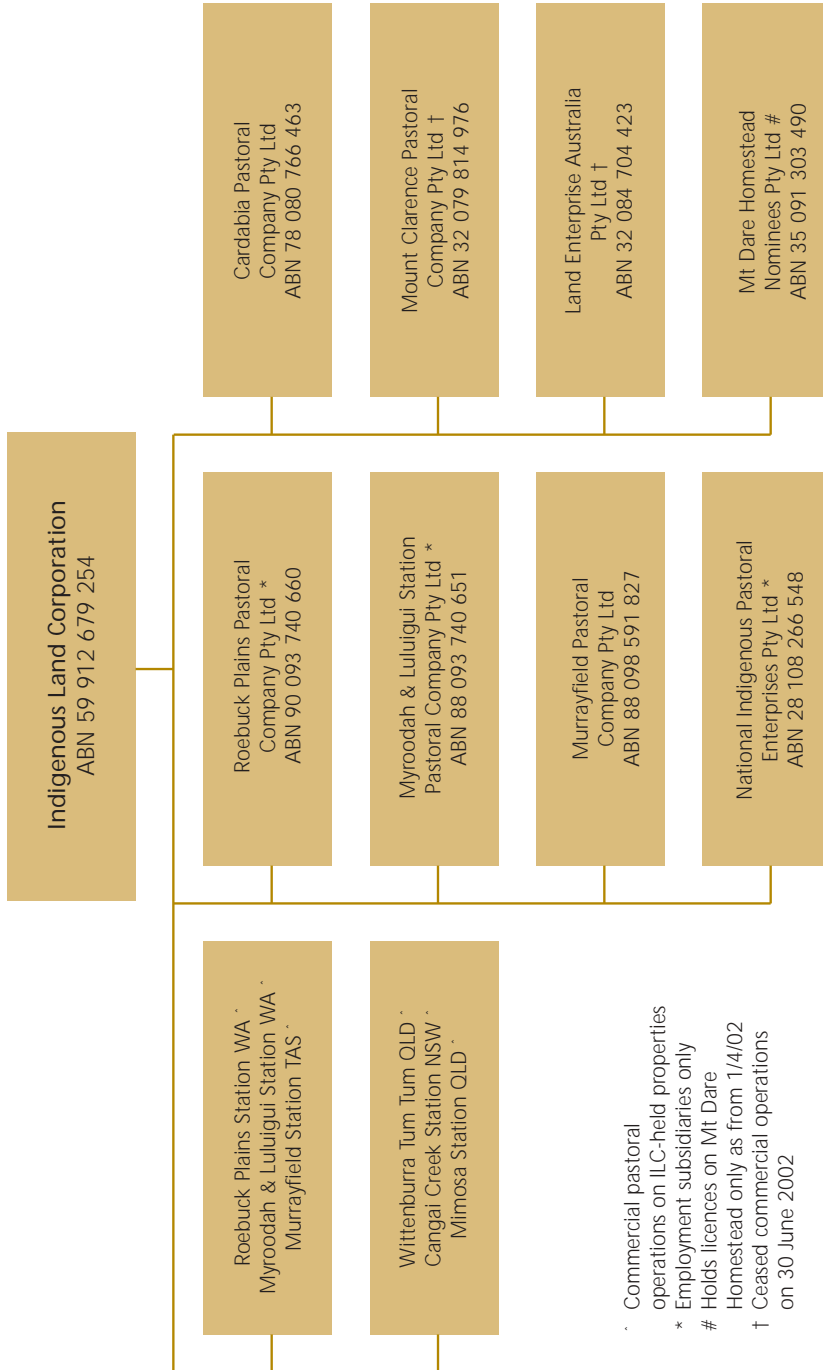 Indigenous Land Corporation
ABN 59 912 679 254
Roebuck Plains Station WA ^
Myroodah & Luluigui Station WA ^
Murrayfield Station TAS ^
Wittenburra Tum Tum QLD ^
Cangai Creek Station NSW ^
Mimosa Station QLD ^
Roebuck Plains Pastoral
Company Pty Ltd *
ABN 90 093 740 660
Myroodah & Luluigui Station
Pastoral Company Pty Ltd *
ABN 88 093 740 651
Murrayfield Pastoral
Company Pty Ltd
ABN 88 098 591 827
National Indigenous Pastoral
Enterprises Pty Ltd *
ABN 28 108 266 548
Cardabia Pastoral
Company Pty Ltd
ABN 78 080 766 463
Mount Clarence Pastoral
Company Pty Ltd †
ABN 32 079 814 976
Land Enterprise Australia
Pty Ltd †
ABN 32 084 704 423
Mt Dare Homestead
Nominees Pty Ltd #
ABN 35 091 303 490
^ Commercial pastoral
operations on ILC-held properties
* Employment subsidiaries only
# Holds licences on Mt Dare
Homestead only as from 1/4/02
† Ceased commercial operations
on 30 June 2002